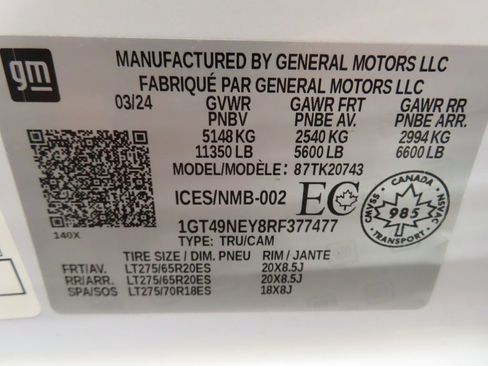 gm
MANUFACTURED BY GENERAL MOTORS LLC
FABRIQUÉ PAR GENERAL MOTORS LLC
03/24 GVWR GAWR FRT GAWR RR
PNBV PNBE AV. PNBE ARR.
5148 KG 2540 KG 2994 KG
11350 LB 5600 LB 6600 LB
MODEL/MODÈLE: 87TK20743
ICES/NMB-002 EC
CANADA
NSVAC 985 SVANO
TRANSPORT
140X
1GT49NEY8RF377477
TYPE: TRU/CAM
TIRE SIZE / DIM. PNEU RIM / JANTE
FRT/AV. LT275/65R20ES 20X8.5J
RR/ARR. LT275/65R20ES 20X8.5J
SPA/SOS LT275/70R18ES 18X8J